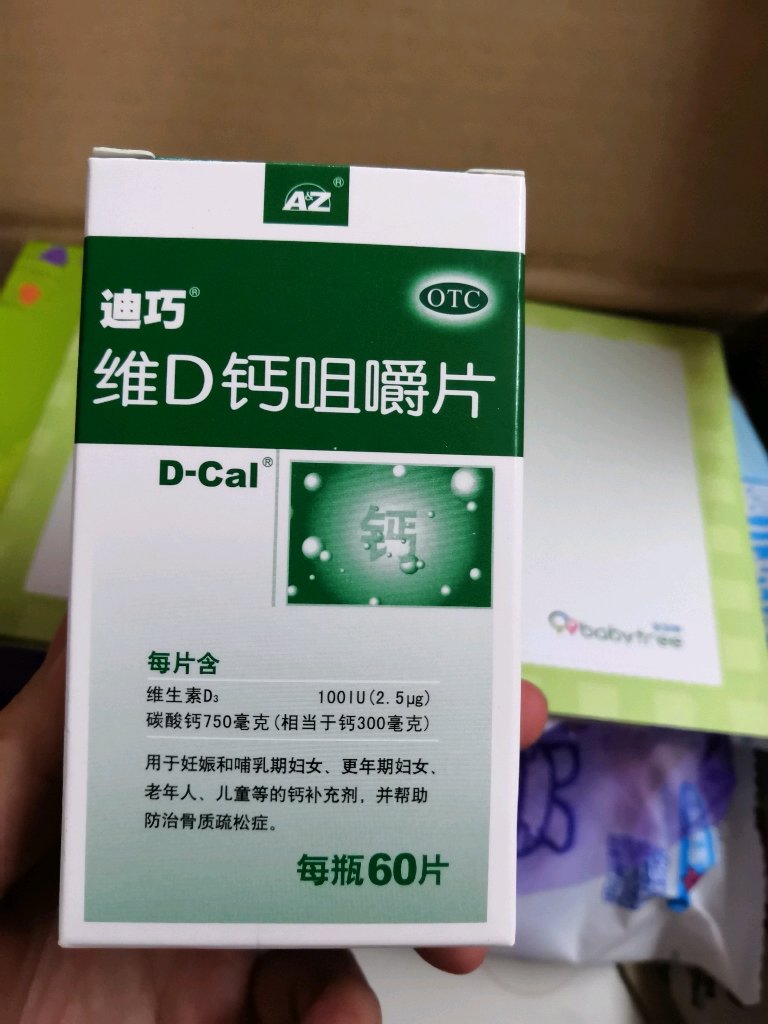 A&Z®
迪巧®
OTC
维D钙咀嚼片
D-Cal®
钙
每片含
维生素D₃ 100IU(2.5μg)
碳酸钙750毫克(相当于钙300毫克)
用于妊娠和哺乳期妇女、更年期妇女、
老年人、儿童等的钙补充剂,并帮助
防治骨质疏松症。
每瓶60片
babytree